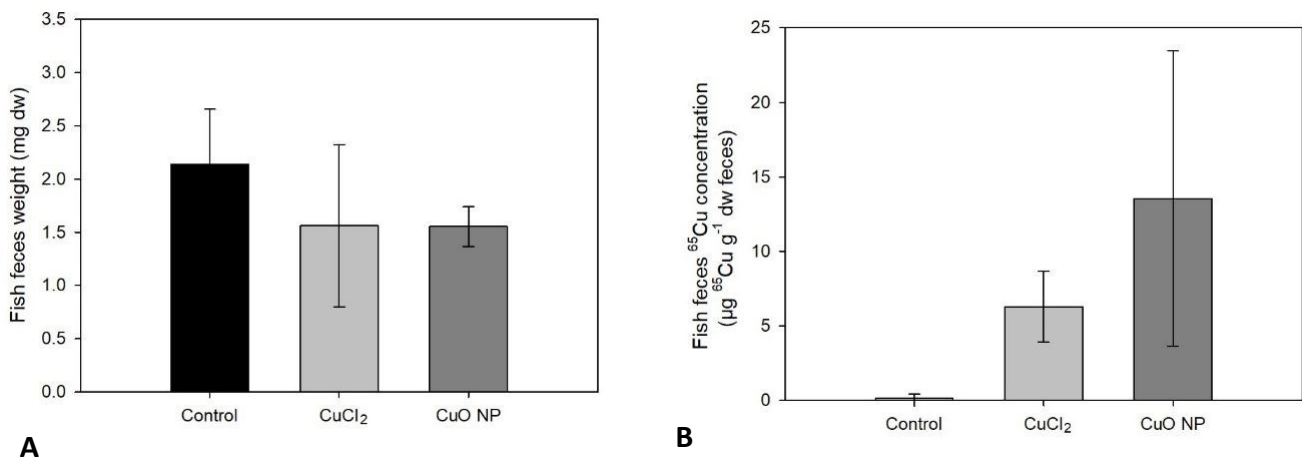 Fish feces weight (mg dw)
3.5
3.0
2.5
2.0
1.5
1.0
0.5
0.0
Control
CuCl₂
CuO NP
A
Fish feces ⁶⁵Cu concentration
(µg ⁶⁵Cu g⁻¹ dw feces)
25
20
15
10
5
0
Control
CuCl₂
CuO NP
B